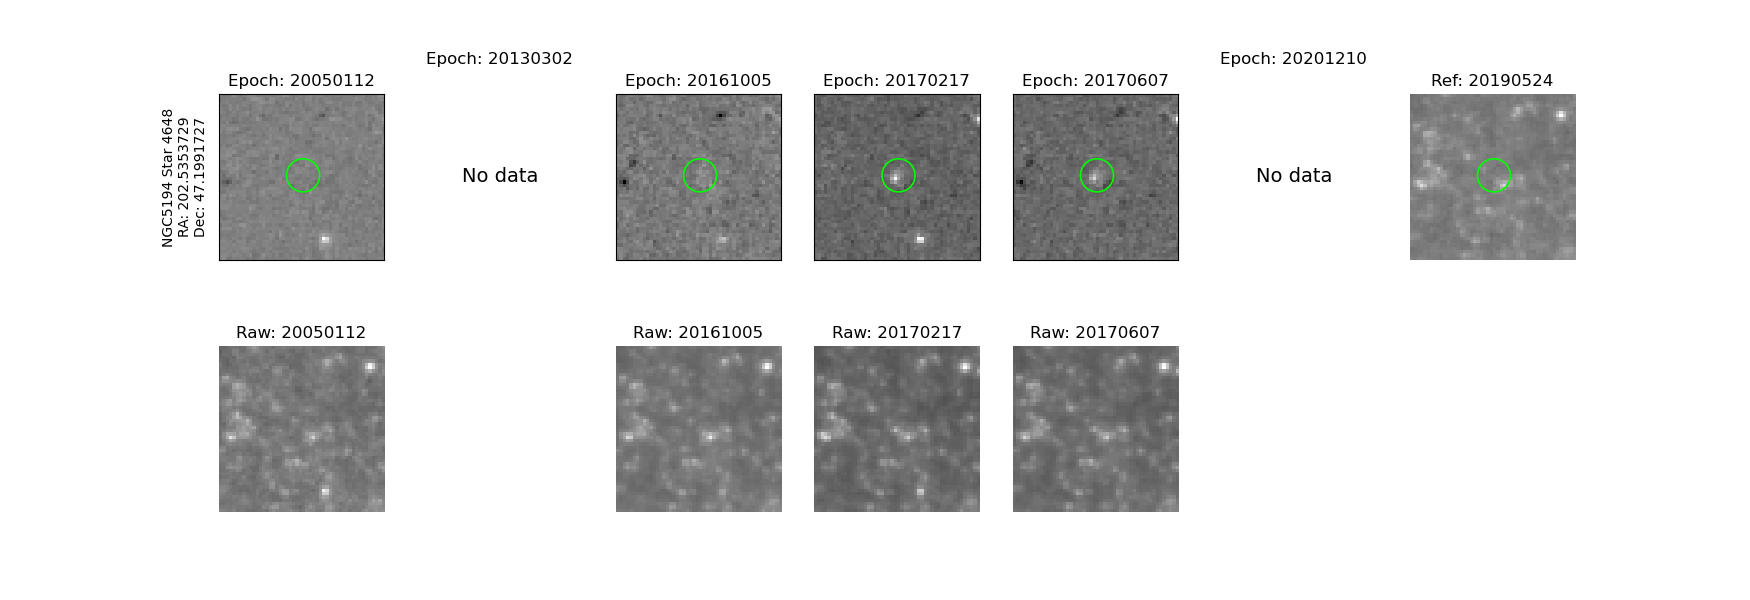 Epoch: 20130302
Epoch: 20201210
Epoch: 20050112
Epoch: 20161005
Epoch: 20170217
Epoch: 20170607
Ref: 20190524
NGC5194 Star 4648
RA: 202.5353729
Dec: 47.1991727
No data
No data
Raw: 20050112
Raw: 20161005
Raw: 20170217
Raw: 20170607